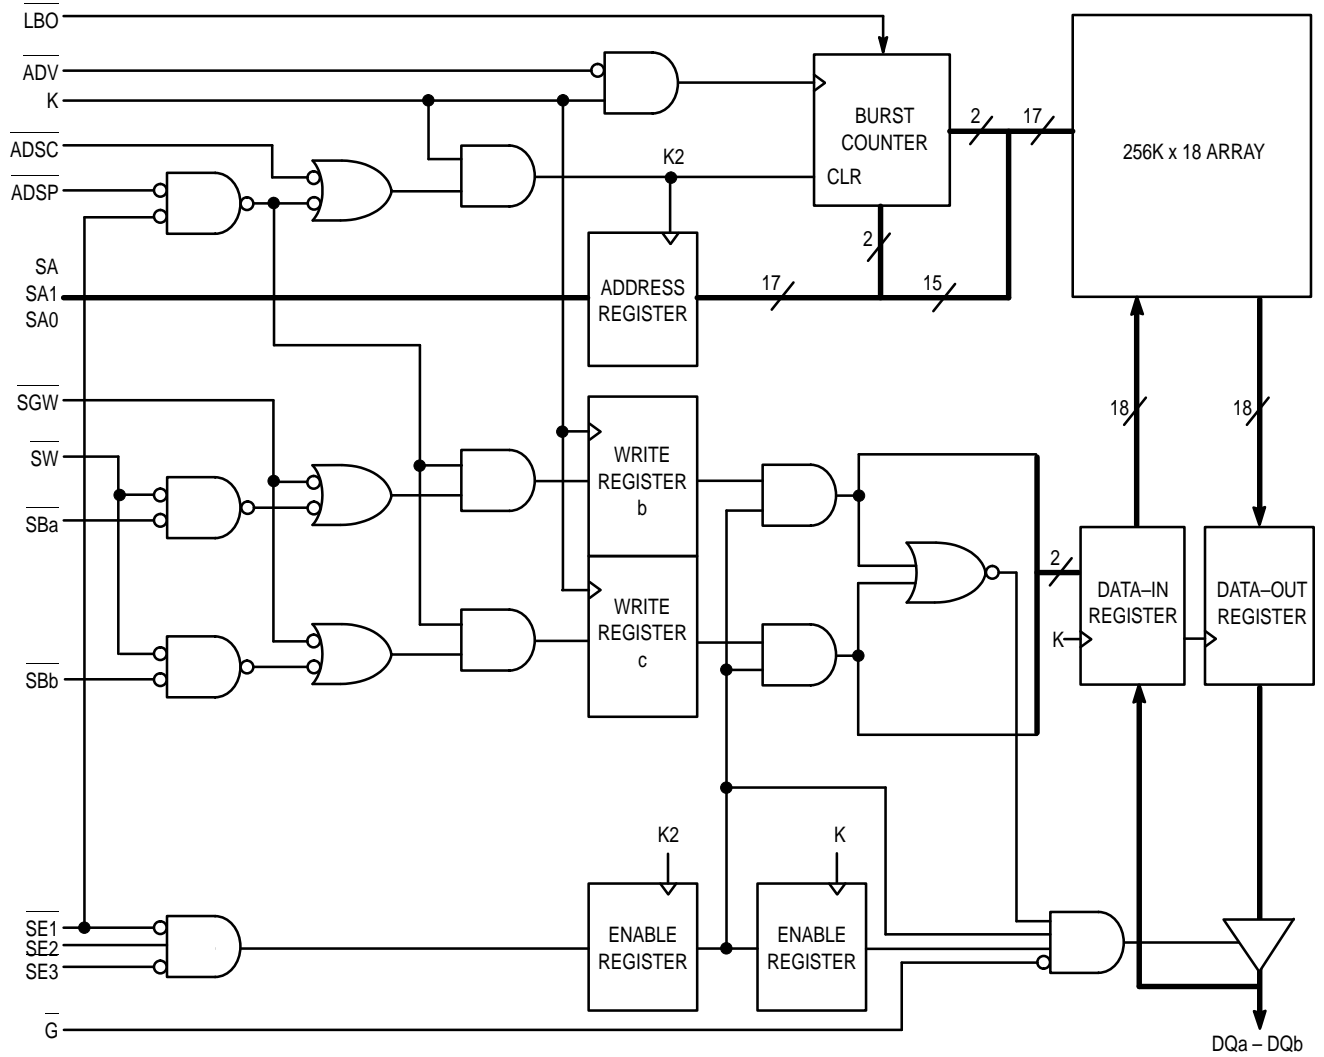 LBO
ADV
K
ADSC
ADSP
K2
BURST
COUNTER
CLR
2
17
256K x 18 ARRAY
SA
SA1
SA0
ADDRESS
REGISTER
17
2
15
SGW
SW
SBa
SBb
WRITE
REGISTER
b
WRITE
REGISTER
c
18
18
2
DATA–IN
REGISTER
K
DATA–OUT
REGISTER
K2
K
SE1
SE2
SE3
ENABLE
REGISTER
ENABLE
REGISTER
G
DQa – DQb